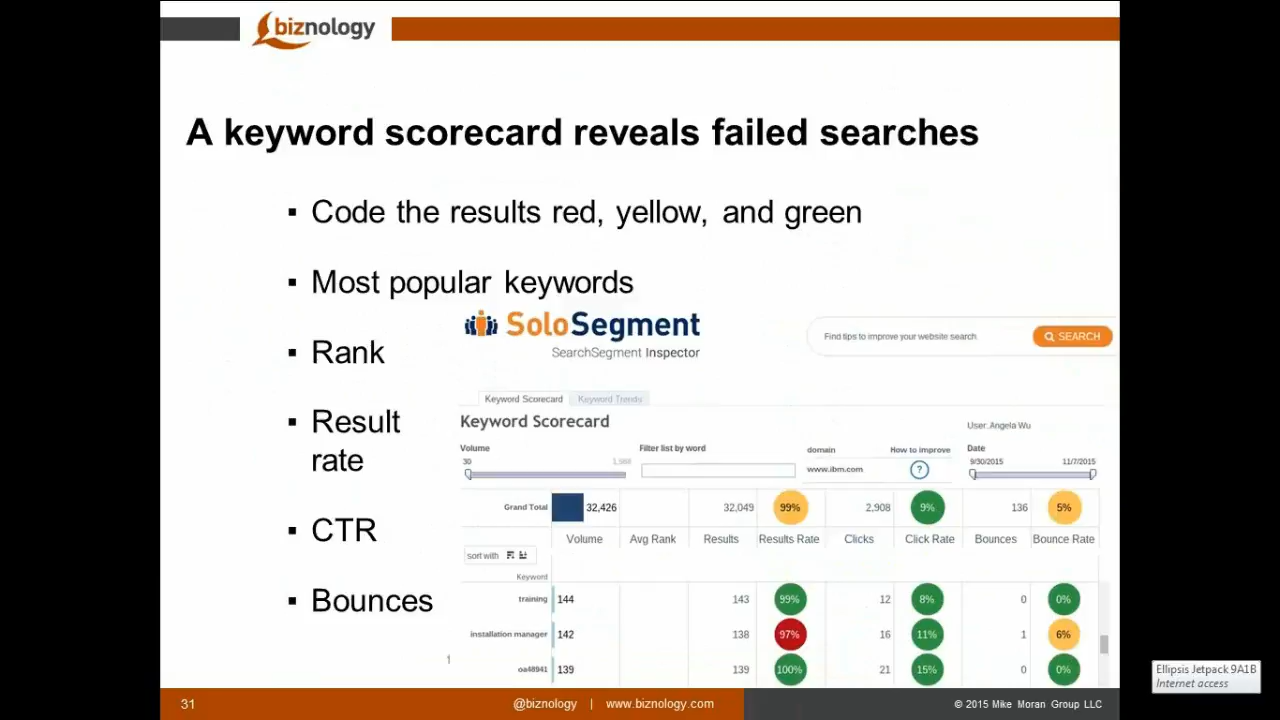 biznology
A keyword scorecard reveals failed searches
▪ Code the results red, yellow, and green
▪ Most popular keywords
▪ Rank
▪ Result
rate
▪ CTR
▪ Bounces
SoloSegment
SearchSegment Inspector
Find tips to improve your website search
SEARCH
Keyword Scorecard Keyword Trends
Keyword Scorecard
User: Angela Wu
Volume Filter list by word domain How to improve Date
30 1,988 www.ibm.com ? 9/30/2015 11/7/2015
Grand Total 32,426 32,049 99% 2,908 9% 136 5%
Volume Avg Rank Results Results Rate Clicks Click Rate Bounces Bounce Rate
sort with
Keyword
training 144 143 99% 12 8% 0 0%
installation manager 142 138 97% 16 11% 1 6%
oa48941 139 139 100% 21 15% 0 0%
31 @biznology | www.biznology.com © 2015 Mike Moran Group LLC
Ellipsis Jetpack 9A1B
Internet access